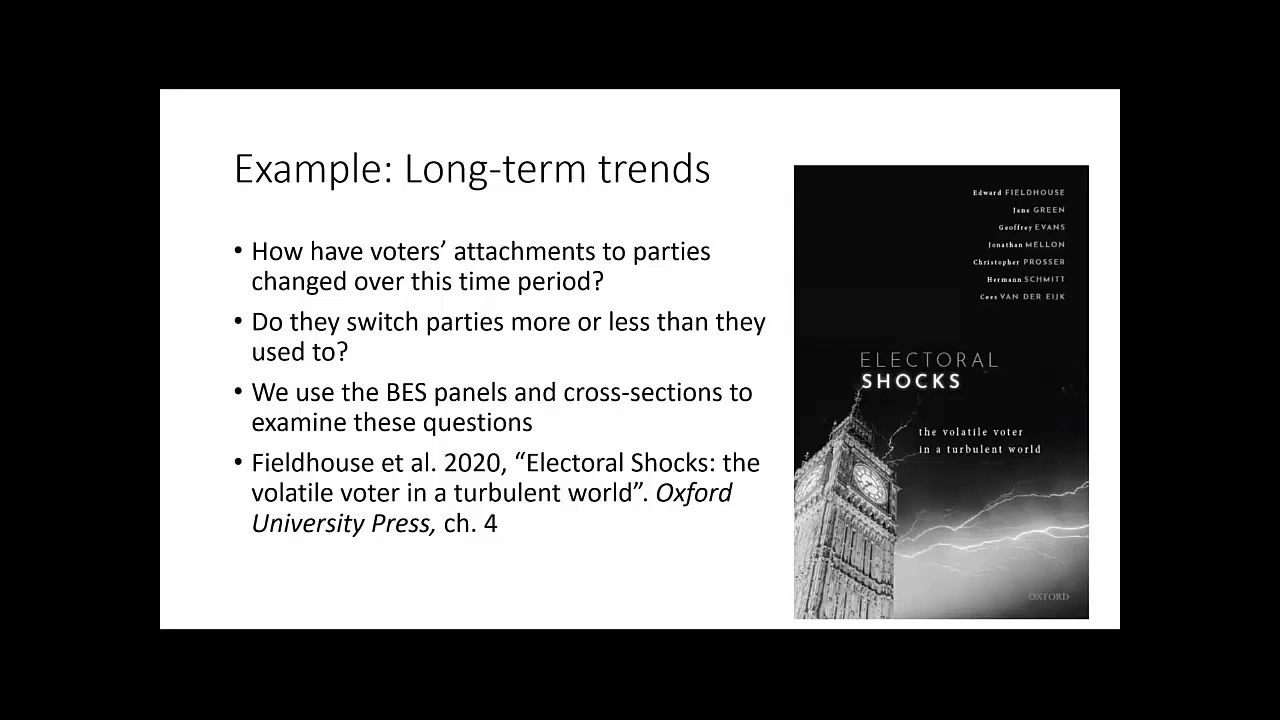 Example: Long-term trends
• How have voters’ attachments to parties
changed over this time period?
• Do they switch parties more or less than they
used to?
• We use the BES panels and cross-sections to
examine these questions
• Fieldhouse et al. 2020, “Electoral Shocks: the
volatile voter in a turbulent world”. Oxford
University Press, ch. 4
Edward FIELDHOUSE
Jane GREEN
Geoffrey EVANS
Jonathan MELLON
Christopher PROSSER
Hermann SCHMITT
Cees VAN DER EIJK
ELECTORAL
SHOCKS
the volatile voter
in a turbulent world
OXFORD